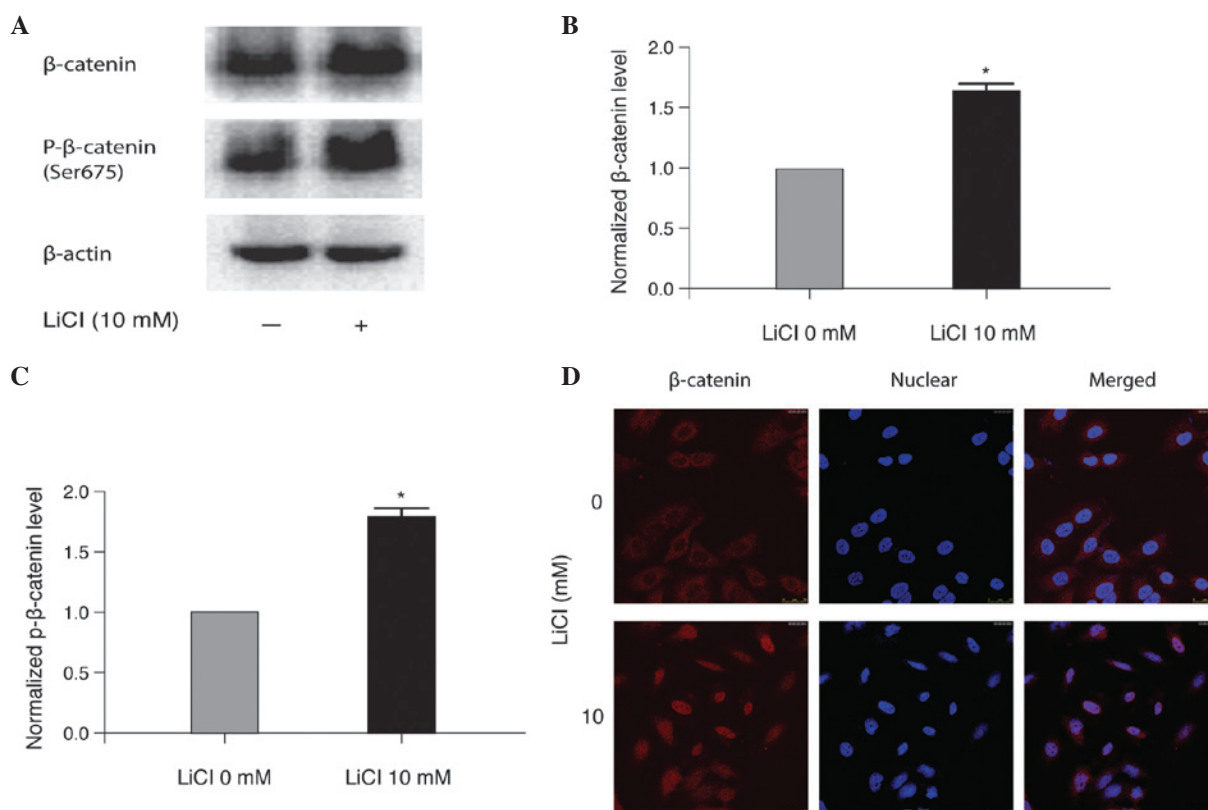 A
β-catenin
P-β-catenin
(Ser675)
β-actin
LiCl (10 mM)
— +
B
Normalized β-catenin level
2.0
1.5
1.0
0.5
0.0
*
LiCl 0 mM LiCl 10 mM
C
Normalized p-β-catenin level
2.0
1.5
1.0
0.5
0.0
*
LiCl 0 mM LiCl 10 mM
D
β-catenin Nuclear Merged
LiCl (mM)
0
10